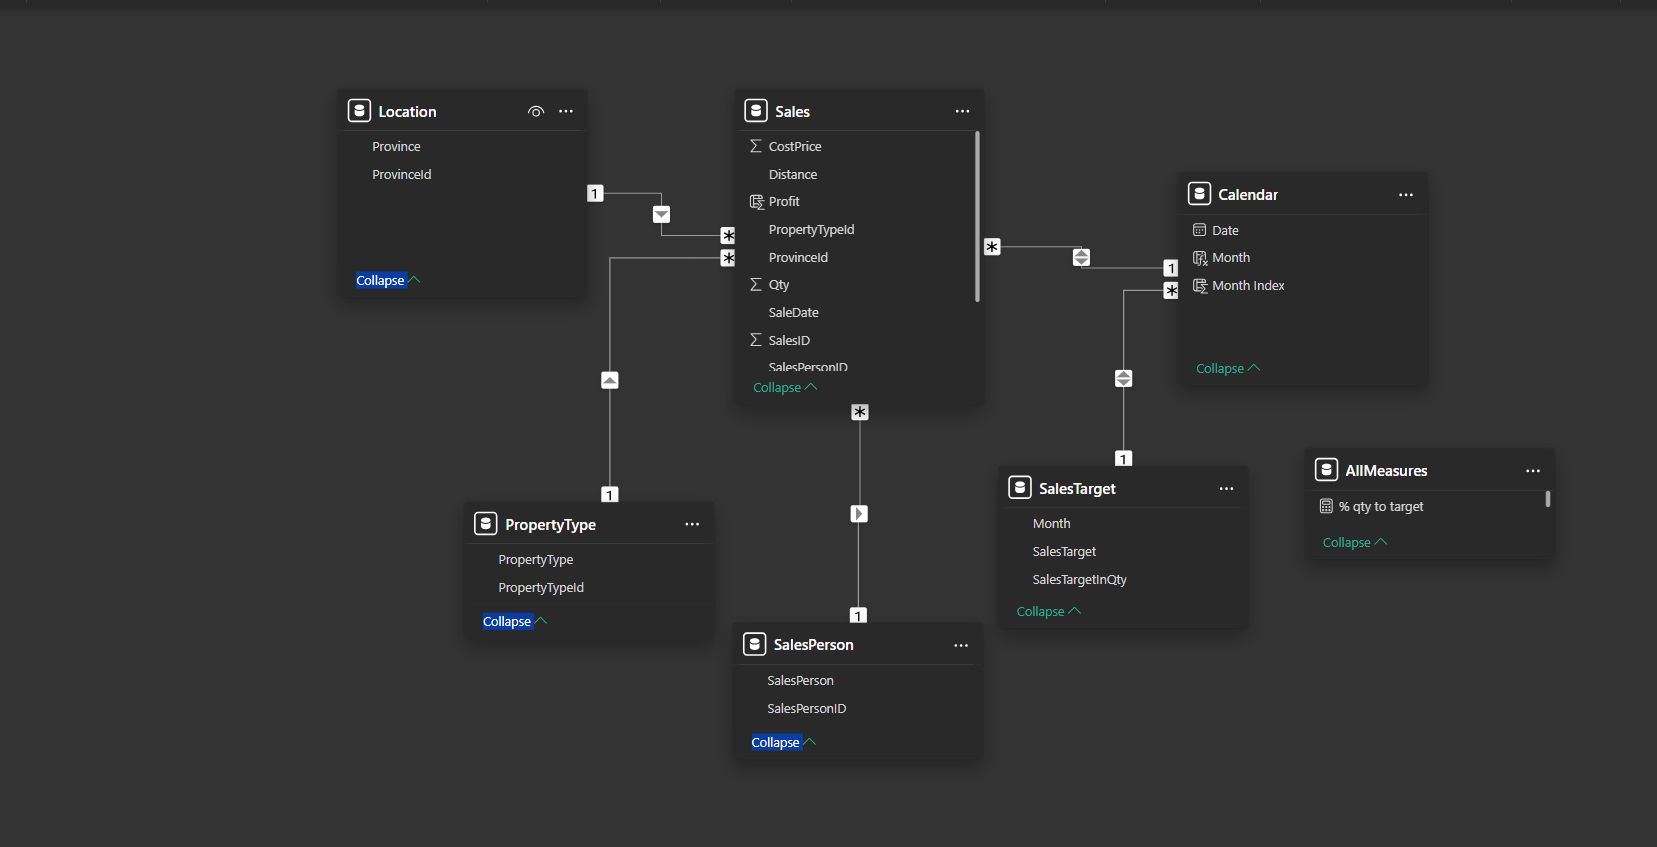 Location
Province
ProvinceId
Collapse
1
*
*
Sales
CostPrice
Distance
Profit
PropertyTypeId
ProvinceId
Qty
SaleDate
SalesID
SalesPersonID
Collapse
*
*
1
*
Calendar
Date
Month
Month Index
Collapse
1
PropertyType
PropertyType
PropertyTypeId
Collapse
1
SalesPerson
SalesPerson
SalesPersonID
Collapse
1
SalesTarget
Month
SalesTarget
SalesTargetInQty
Collapse
AllMeasures
% qty to target
Collapse